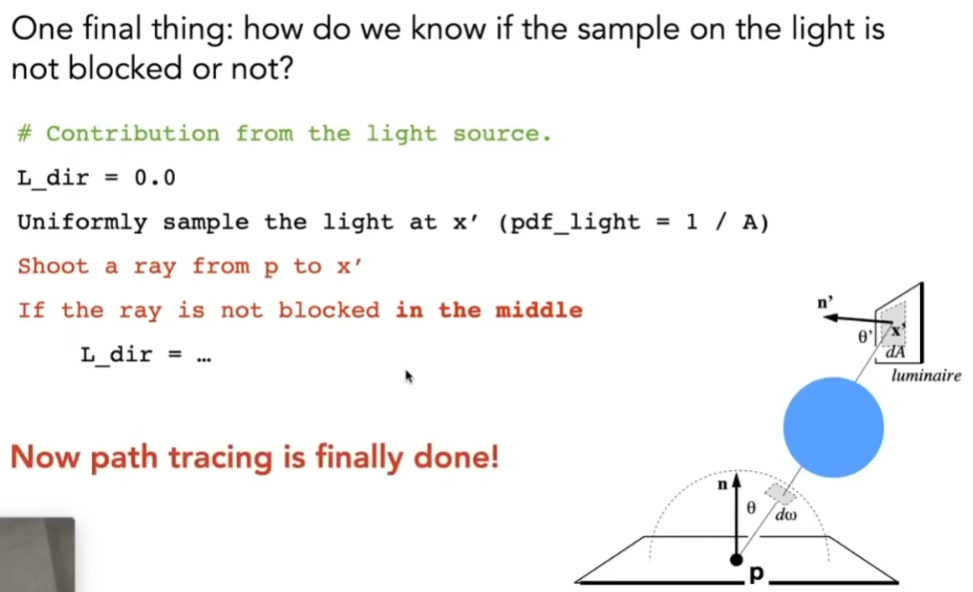 One final thing: how do we know if the sample on the light is
not blocked or not?
# Contribution from the light source.
L_dir = 0.0
Uniformly sample the light at x′ (pdf_light = 1 / A)
Shoot a ray from p to x′
If the ray is not blocked in the middle
L_dir = …
Now path tracing is finally done!
n’
θ’
x’
dA
luminaire
n
θ
dω
p